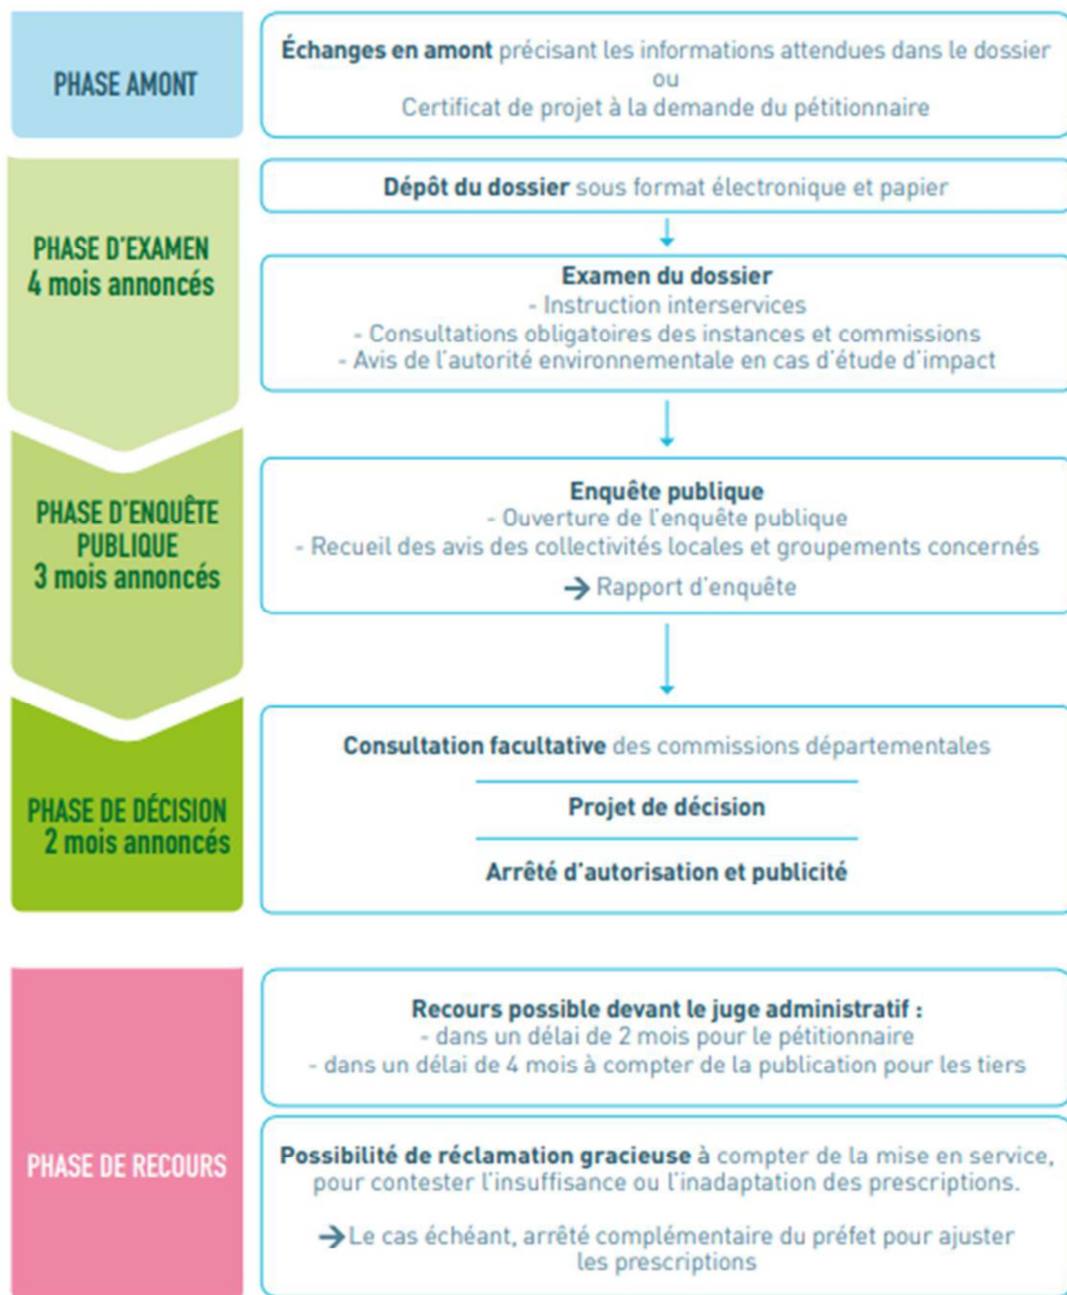 PHASE AMONT
Échanges en amont précisant les informations attendues dans le dossier
ou
Certificat de projet à la demande du pétitionnaire
PHASE D'EXAMEN
4 mois annoncés
Dépôt du dossier sous format électronique et papier
Examen du dossier
- Instruction interservices
- Consultations obligatoires des instances et commissions
- Avis de l'autorité environnementale en cas d'étude d'impact
PHASE D'ENQUÊTE
PUBLIQUE
3 mois annoncés
Enquête publique
- Ouverture de l'enquête publique
- Recueil des avis des collectivités locales et groupements concernés
→ Rapport d'enquête
PHASE DE DÉCISION
2 mois annoncés
Consultation facultative des commissions départementales
Projet de décision
Arrêté d'autorisation et publicité
PHASE DE RECOURS
Recours possible devant le juge administratif :
- dans un délai de 2 mois pour le pétitionnaire
- dans un délai de 4 mois à compter de la publication pour les tiers
Possibilité de réclamation gracieuse à compter de la mise en service,
pour contester l'insuffisance ou l'inadaptation des prescriptions.
→ Le cas échéant, arrêté complémentaire du préfet pour ajuster
les prescriptions